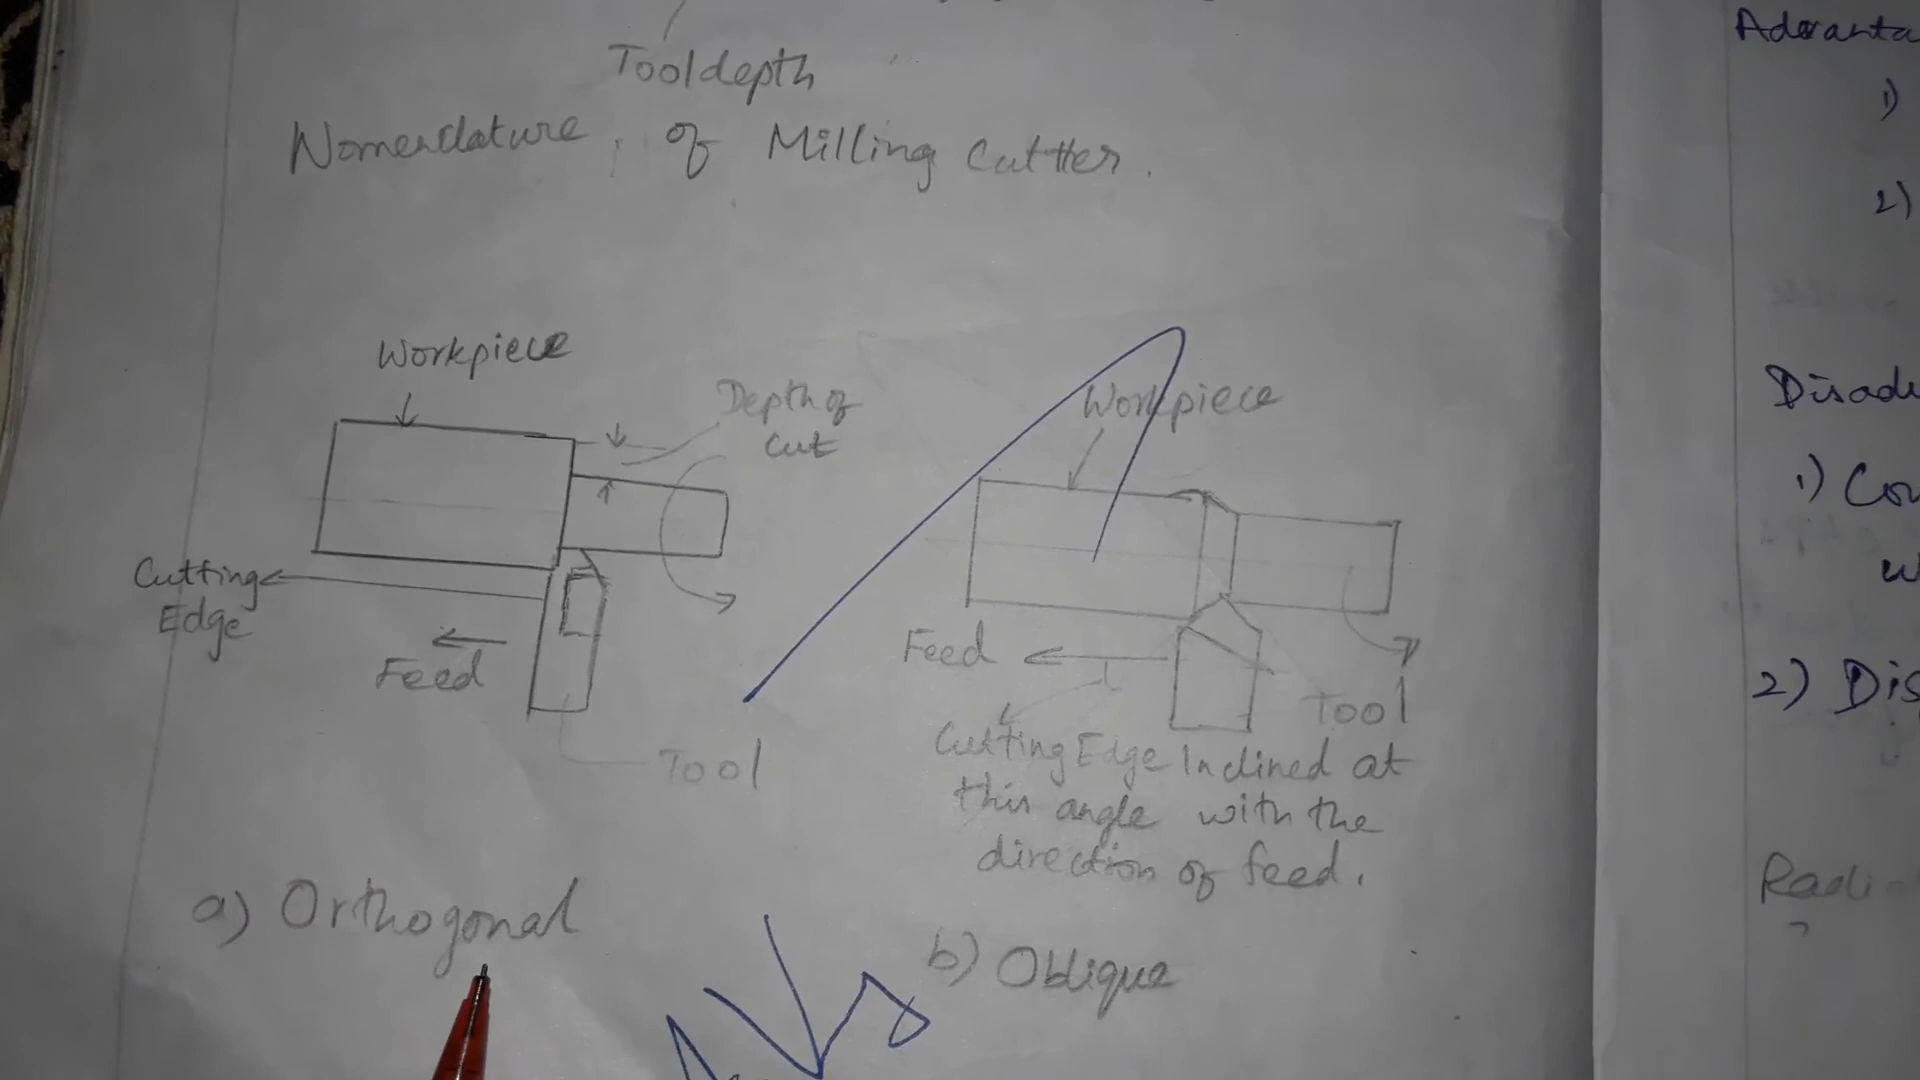 Tooldepth
Nomenclature of Milling Cutter.
Workpiece
Depth of
Cut
Cutting
Edge
Feed
Tool
a) Orthogonal
Workpiece
Feed
Tool
Cutting Edge Inclined at
this angle with the
direction of feed.
b) Oblique
1)
2)
1)
2)